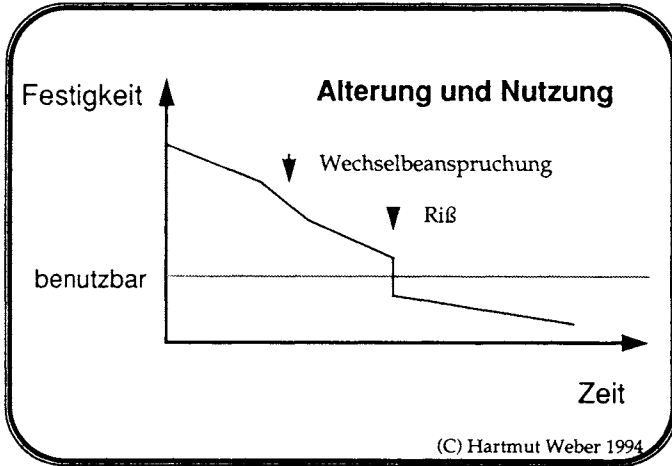 Alterung und Nutzung
Festigkeit
Wechselbeanspruchung
Riß
benutzbar
Zeit
(C) Hartmut Weber 1994